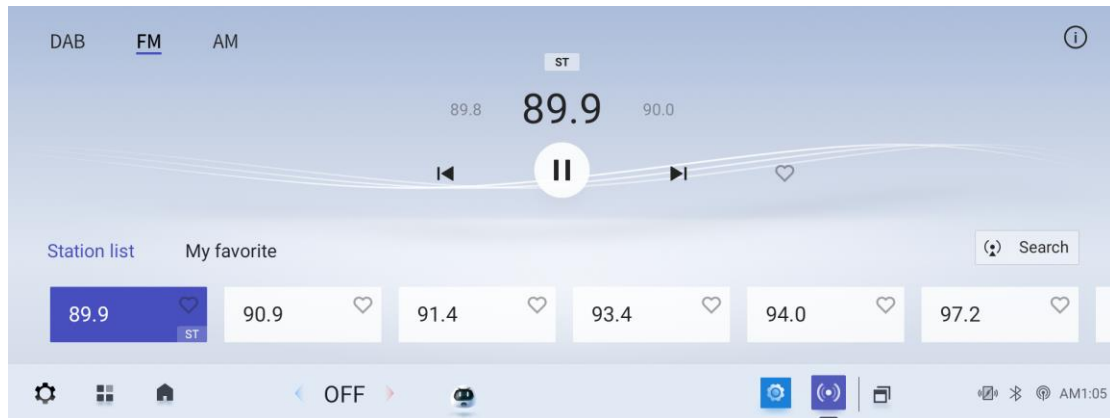 DAB FM AM
ST
89.8 89.9 90.0
Station list My favorite Search
89.9 90.9 91.4 93.4 94.0 97.2
ST
OFF AM1:05